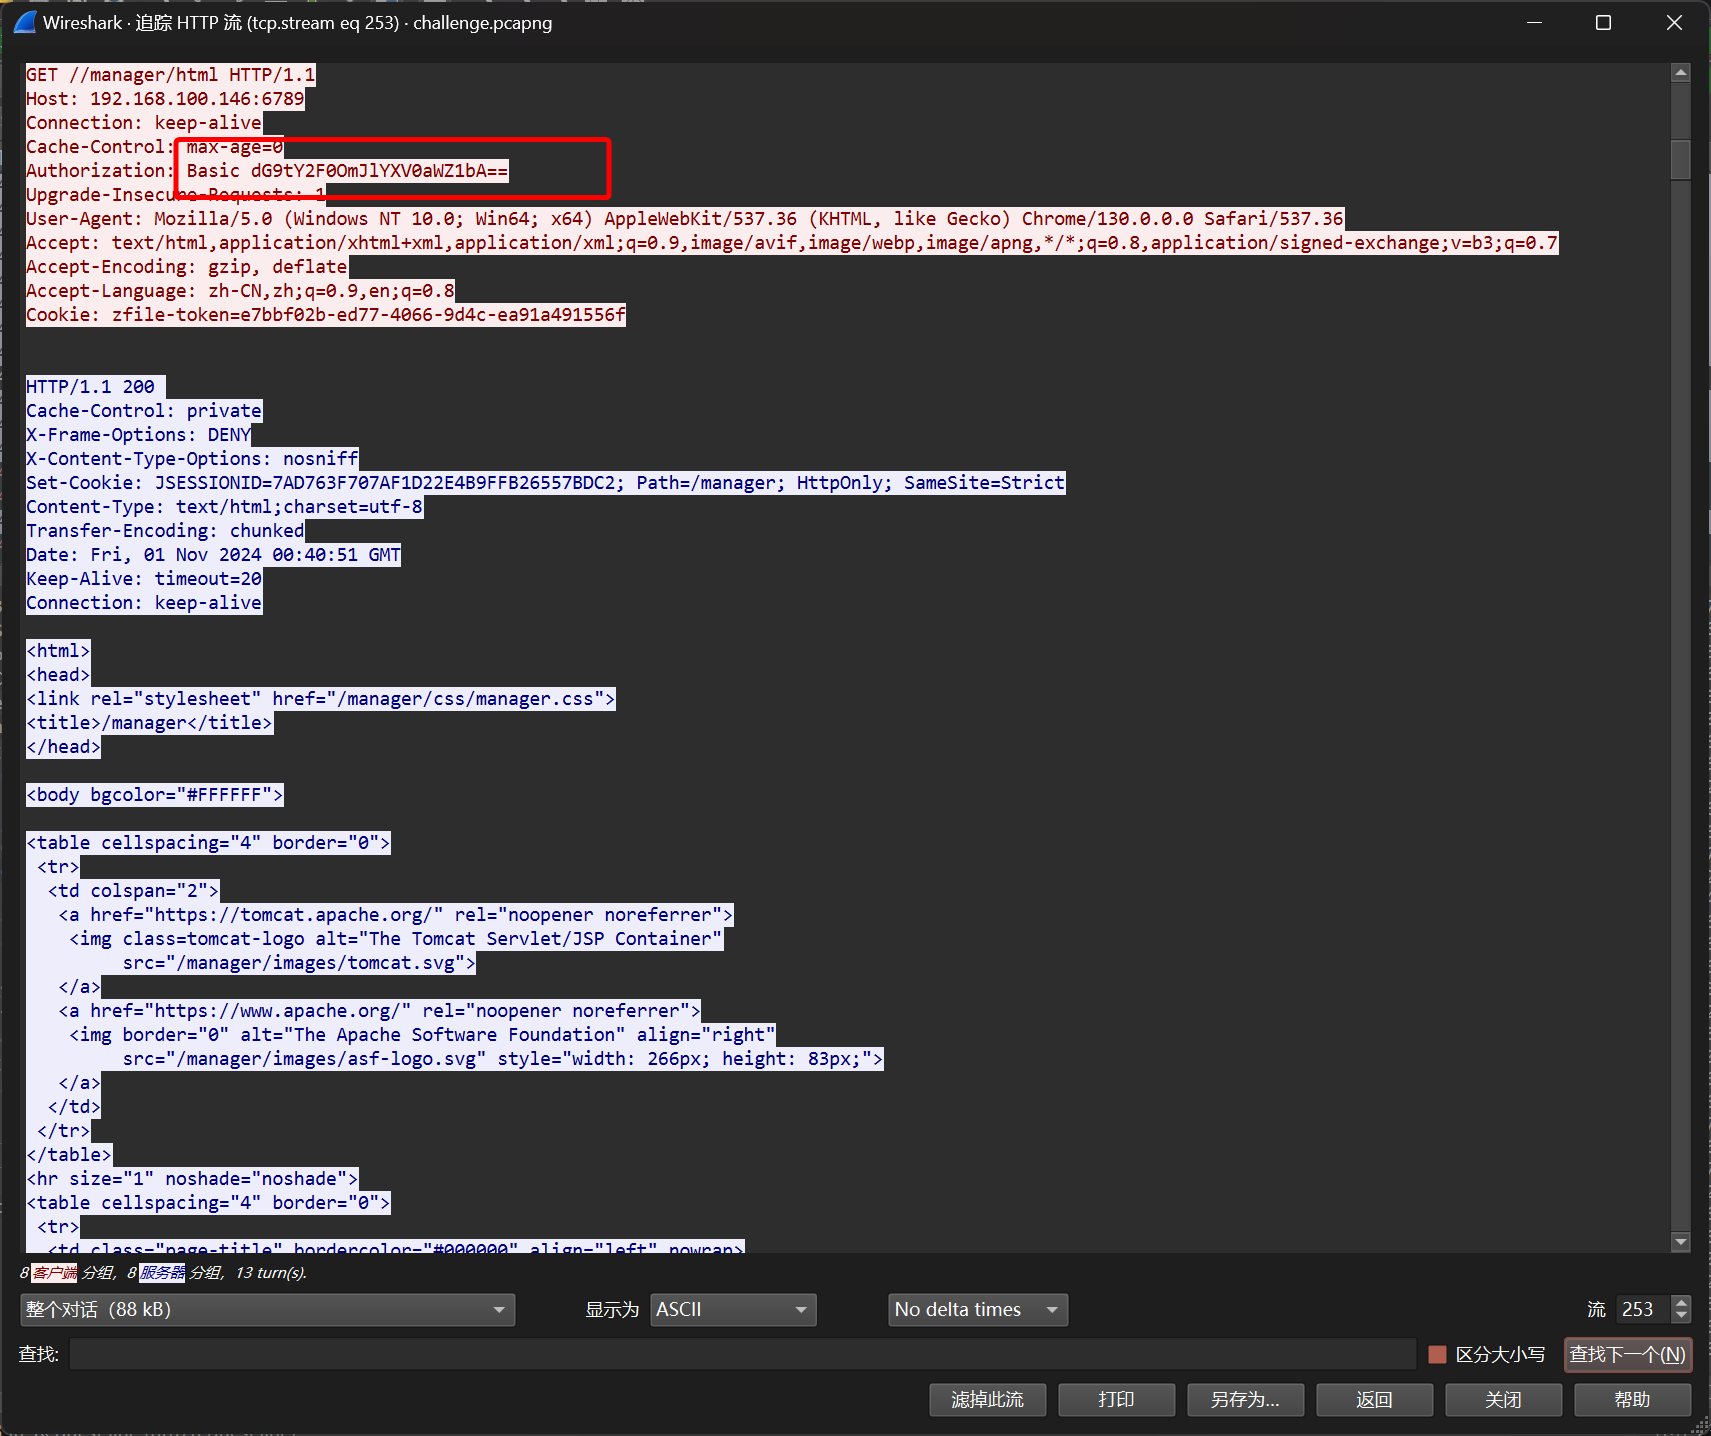 Wireshark · 追踪 HTTP 流 (tcp.stream eq 253) · challenge.pcapng
GET //manager/html HTTP/1.1
Host: 192.168.100.146:6789
Connection: keep-alive
Cache-Control: max-age=0
Authorization: Basic dG9tY2F0OmJlYXV0aWZ1bA==
Upgrade-Insecure-Requests: 1
User-Agent: Mozilla/5.0 (Windows NT 10.0; Win64; x64) AppleWebKit/537.36 (KHTML, like Gecko) Chrome/130.0.0.0 Safari/537.36
Accept: text/html,application/xhtml+xml,application/xml;q=0.9,image/avif,image/webp,image/apng,*/*;q=0.8,application/signed-exchange;v=b3;q=0.7
Accept-Encoding: gzip, deflate
Accept-Language: zh-CN,zh;q=0.9,en;q=0.8
Cookie: zfile-token=e7bbf02b-ed77-4066-9d4c-ea91a491556f
HTTP/1.1 200
Cache-Control: private
X-Frame-Options: DENY
X-Content-Type-Options: nosniff
Set-Cookie: JSESSIONID=7AD763F707AF1D22E4B9FFB26557BDC2; Path=/manager; HttpOnly; SameSite=Strict
Content-Type: text/html;charset=utf-8
Transfer-Encoding: chunked
Date: Fri, 01 Nov 2024 00:40:51 GMT
Keep-Alive: timeout=20
Connection: keep-alive
<html>
<head>
<link rel="stylesheet" href="/manager/css/manager.css">
<title>/manager</title>
</head>
<body bgcolor="#FFFFFF">
<table cellspacing="4" border="0">
<tr>
<td colspan="2">
<a href="https://tomcat.apache.org/" rel="noopener noreferrer">
<img class=tomcat-logo alt="The Tomcat Servlet/JSP Container"
src="/manager/images/tomcat.svg">
</a>
<a href="https://www.apache.org/" rel="noopener noreferrer">
<img border="0" alt="The Apache Software Foundation" align="right"
src="/manager/images/asf-logo.svg" style="width: 266px; height: 83px;">
</a>
</td>
</tr>
</table>
<hr size="1" noshade="noshade">
<table cellspacing="4" border="0">
<tr>
<td class="page-title" bordercolor="#000000" align="left" nowrap>
8 客户端 分组, 8 服务器 分组, 13 turn(s).
整个对话 (88 kB) 显示为 ASCII No delta times 流 253
查找: 区分大小写 查找下一个(N)
滤掉此流 打印 另存为... 返回 关闭 帮助